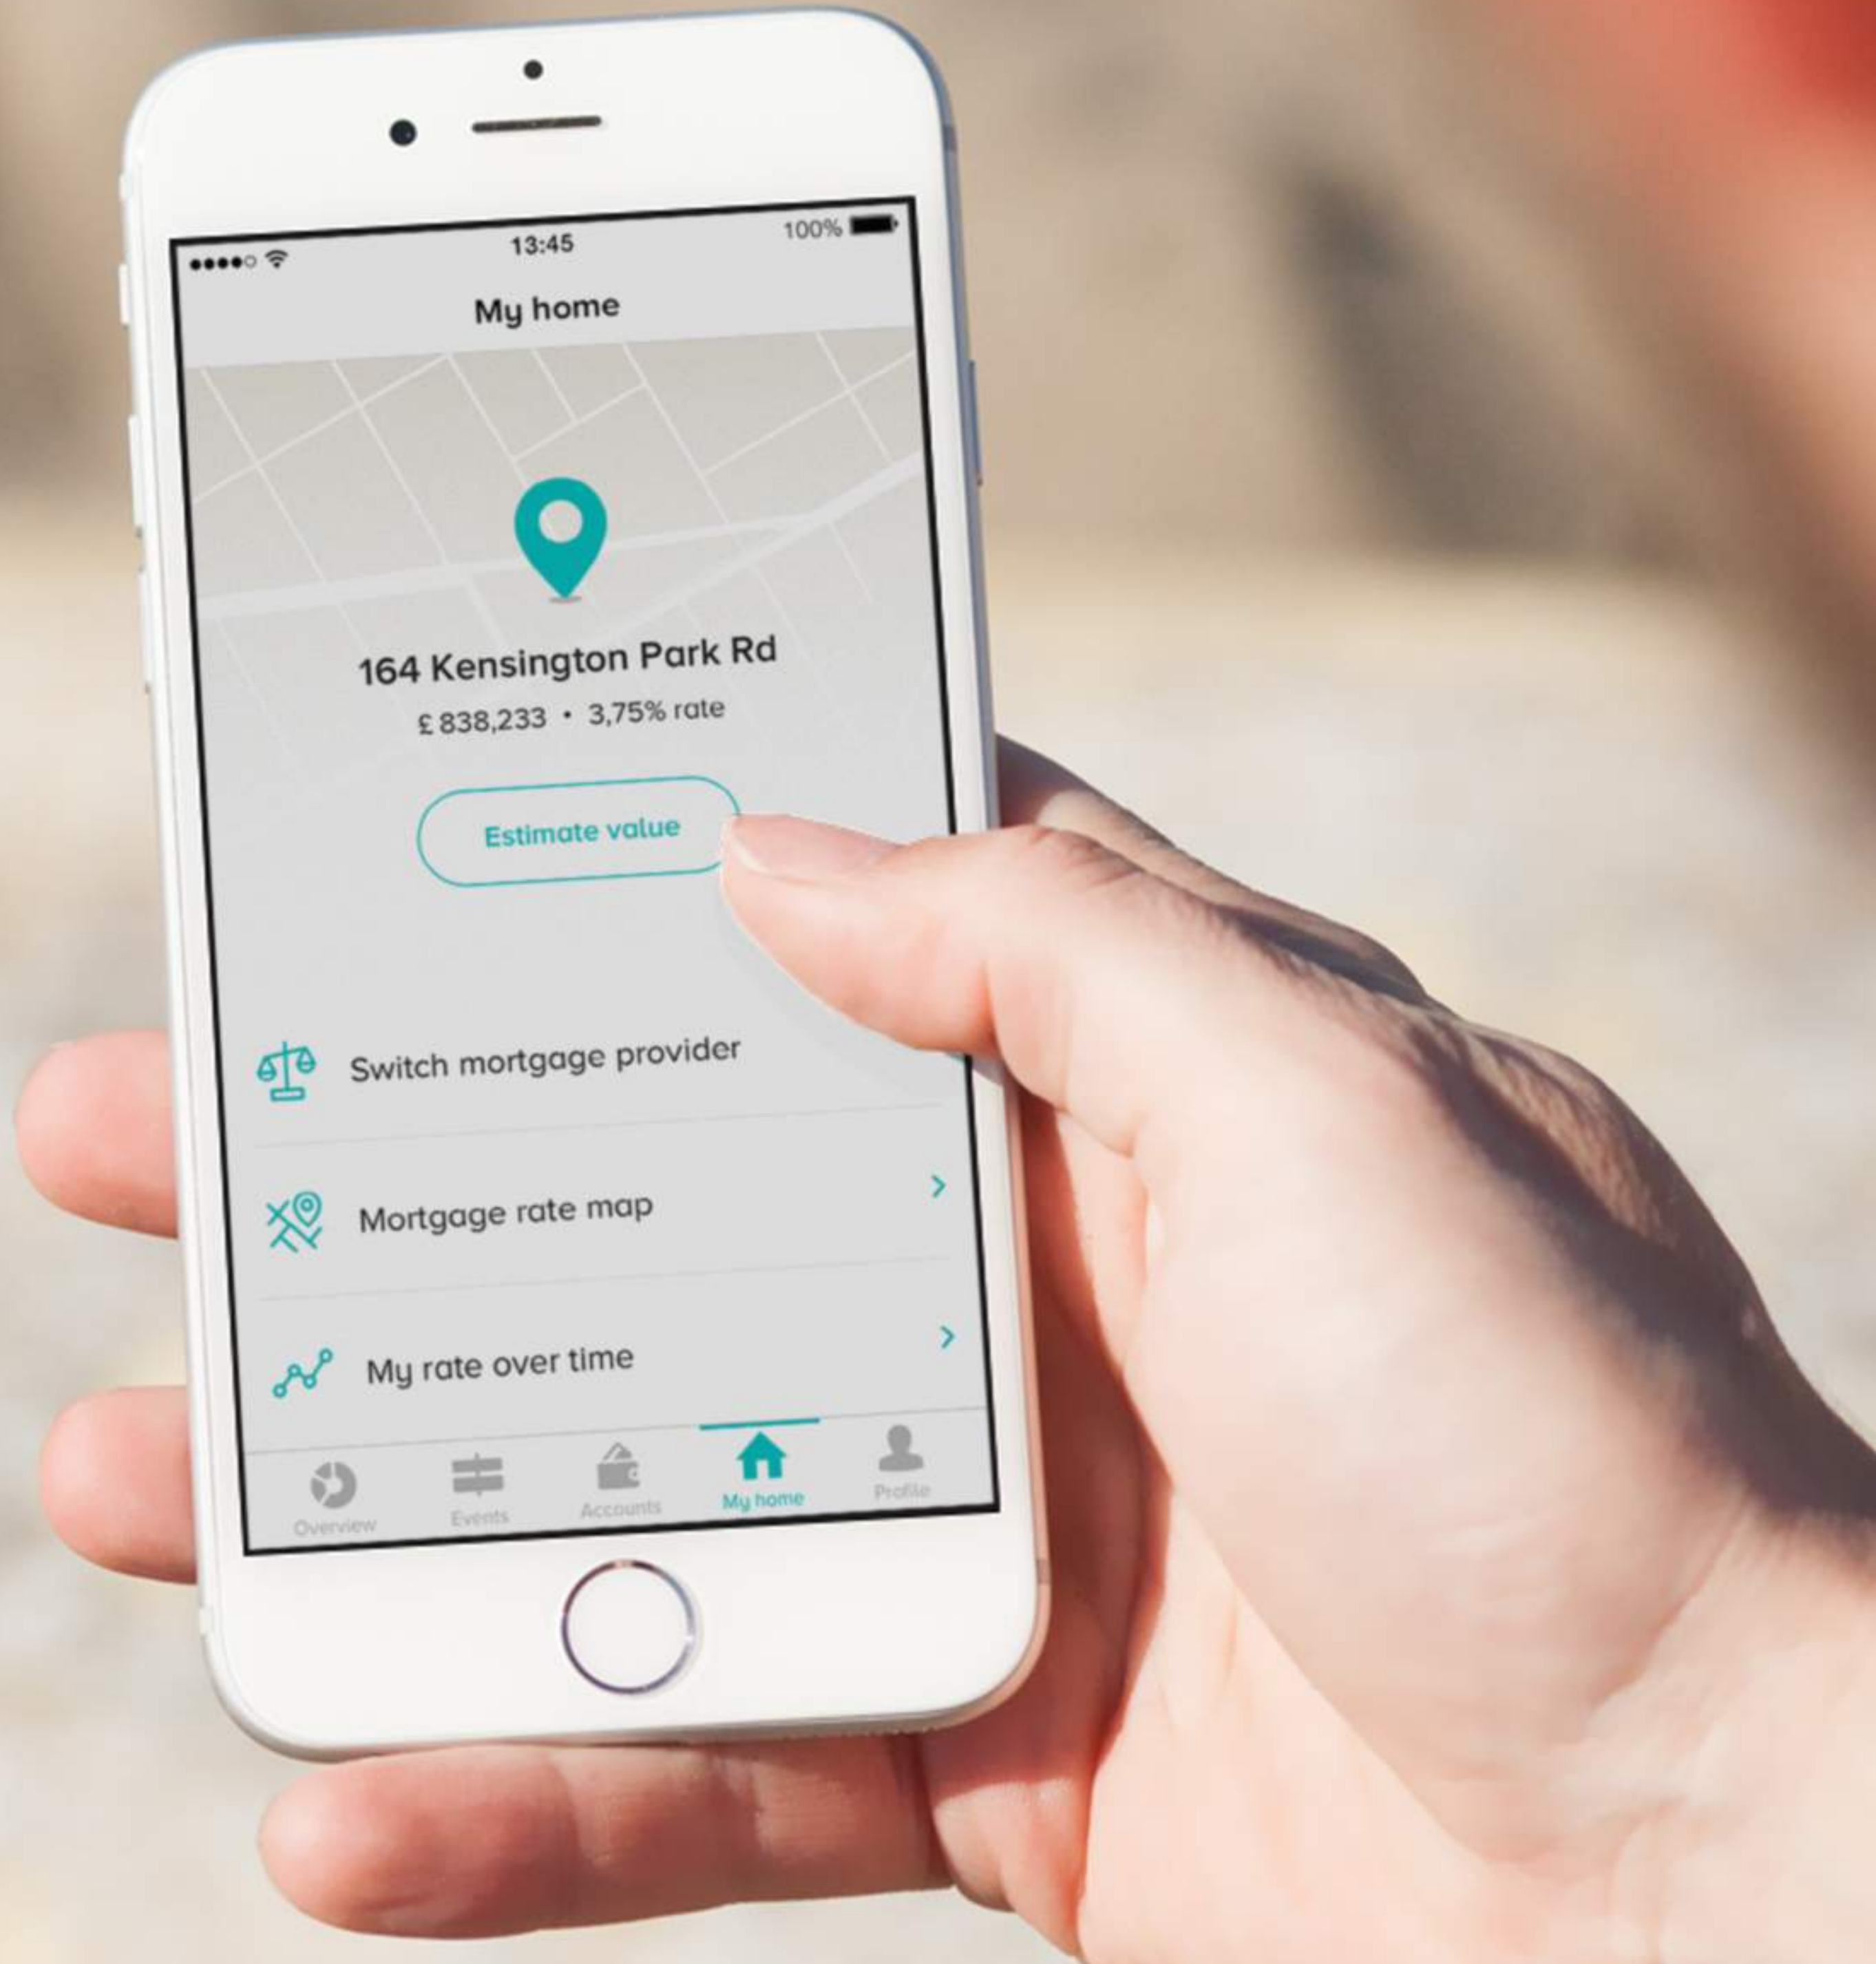 13:45
100%
My home
164 Kensington Park Rd
£ 838,233 • 3,75% rate
Estimate value
Switch mortgage provider
Mortgage rate map
My rate over time
Overview
Events
Accounts
My home
Profile